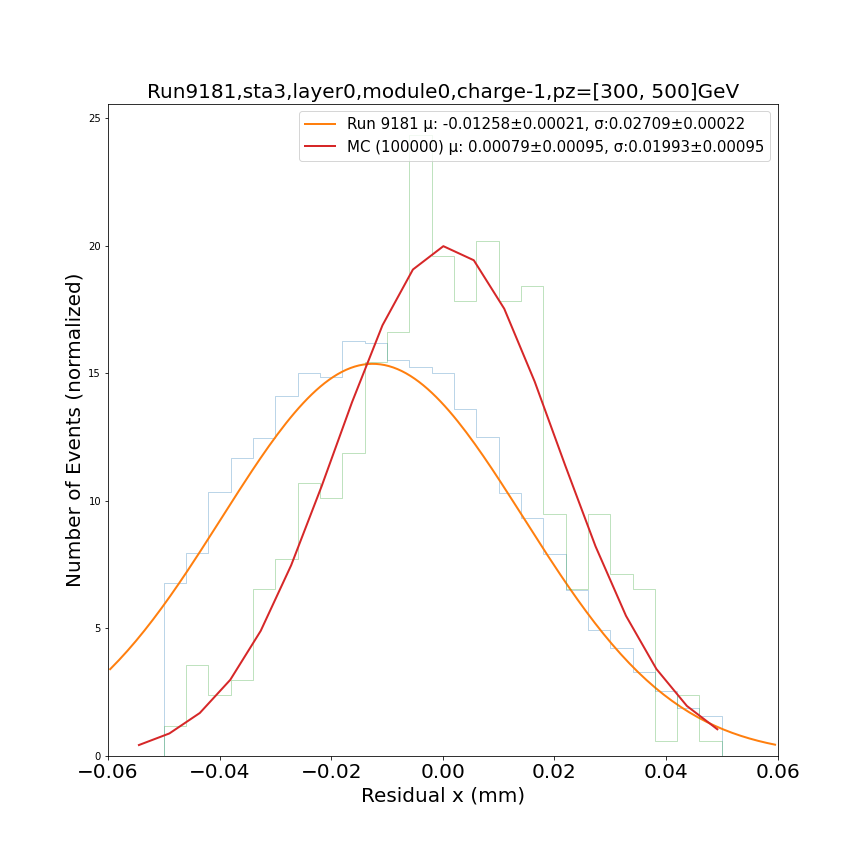 Run9181,sta3,layer0,module0,charge-1,pz=[300, 500]GeV
Run 9181 μ: -0.01258±0.00021, σ:0.02709±0.00022
MC (100000) μ: 0.00079±0.00095, σ:0.01993±0.00095
Number of Events (normalized)
25
20
15
10
5
0
−0.06 −0.04 −0.02 0.00 0.02 0.04 0.06
Residual x (mm)